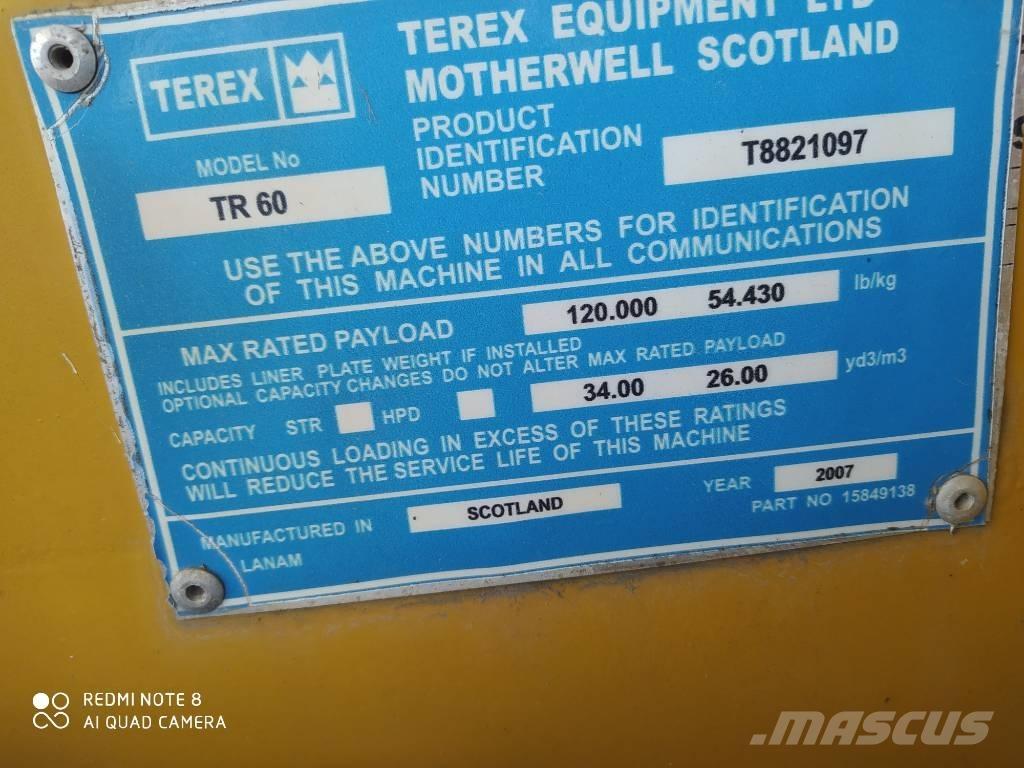 TEREX EQUIPMENT LTD
MOTHERWELL SCOTLAND
TEREX
MODEL No
TR 60
PRODUCT
IDENTIFICATION
NUMBER
T8821097
USE THE ABOVE NUMBERS FOR IDENTIFICATION
OF THIS MACHINE IN ALL COMMUNICATIONS
MAX RATED PAYLOAD 120.000 54.430 lb/kg
INCLUDES LINER PLATE WEIGHT IF INSTALLED
OPTIONAL CAPACITY CHANGES DO NOT ALTER MAX RATED PAYLOAD
CAPACITY STR HPD 34.00 26.00 yd3/m3
CONTINUOUS LOADING IN EXCESS OF THESE RATINGS
WILL REDUCE THE SERVICE LIFE OF THIS MACHINE
MANUFACTURED IN SCOTLAND YEAR 2007
LANAM PART NO 15849138
REDMI NOTE 8
AI QUAD CAMERA
MASCUS